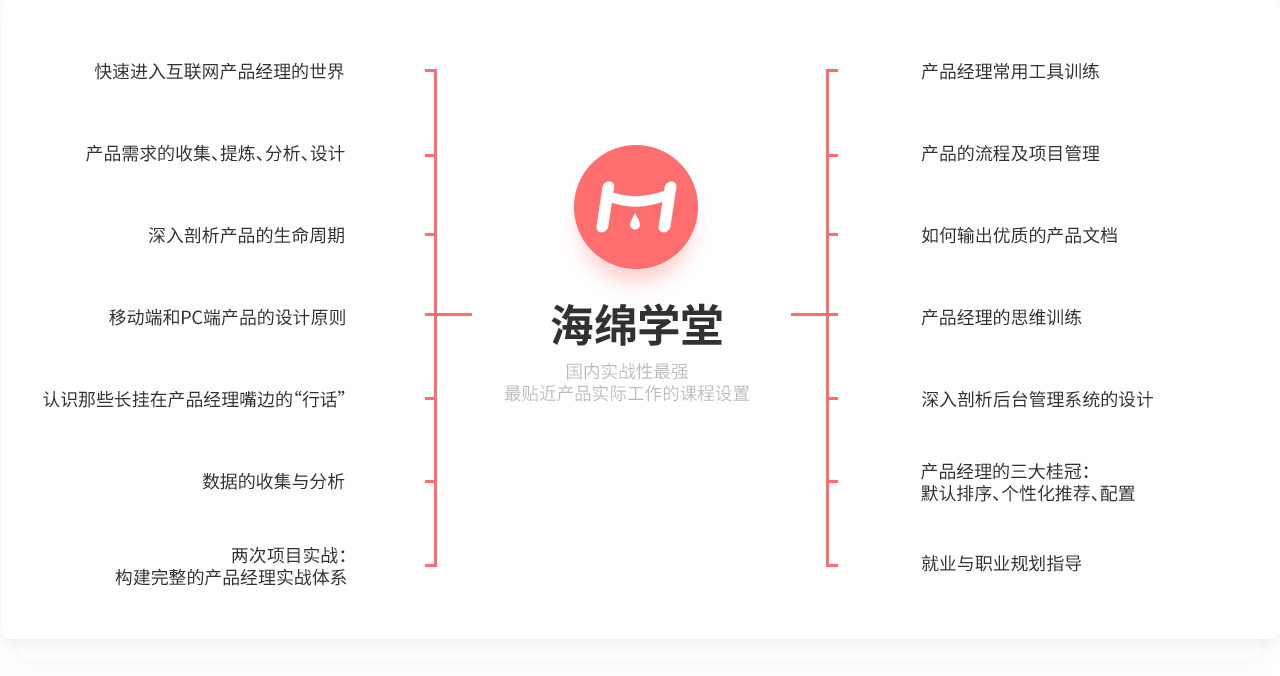 快速进入互联网产品经理的世界
产品需求的收集、提炼、分析、设计
深入剖析产品的生命周期
移动端和PC端产品的设计原则
认识那些长挂在产品经理嘴边的“行话”
数据的收集与分析
两次项目实战：
构建完整的产品经理实战体系
海绵学堂
国内实战性最强
最贴近产品实际工作的课程设置
产品经理常用工具训练
产品的流程及项目管理
如何输出优质的产品文档
产品经理的思维训练
深入剖析后台管理系统的设计
产品经理的三大桂冠：
默认排序、个性化推荐、配置
就业与职业规划指导